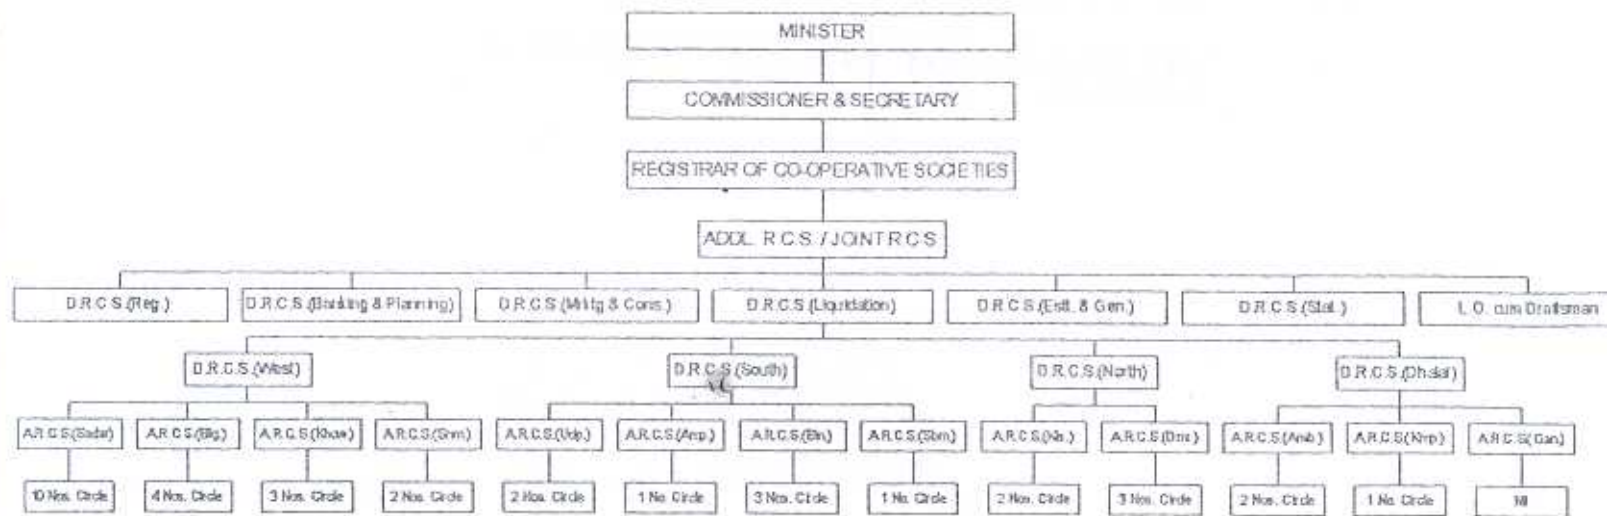 MINISTER
COMMISSIONER & SECRETARY
REGISTRAR OF CO-OPERATIVE SOCIETIES
ADDL. R.C.S. / JOINT R.C.S
D.R.C.S.(Reg.) D.R.C.S.(Banking & Planning) D.R.C.S.(Mktg & Cons.) D.R.C.S.(Liquidation) D.R.C.S.(Estt. & Gen.) D.R.C.S.(Stat.) L.O. cum Draftsman
D.R.C.S.(West) D.R.C.S.(South) D.R.C.S.(North) D.R.C.S.(Dhalai)
A.R.C.S.(Sadar) A.R.C.S. A.R.C.S.(Khow.) A.R.C.S. A.R.C.S.(Udp.) A.R.C.S.(Amp.) A.R.C.S.(Bln.) A.R.C.S.(Sbm.) A.R.C.S.(Kls.) A.R.C.S. A.R.C.S.(Amb.) A.R.C.S.(Kmp.) A.R.C.S.(Gan.)
10 Nos. Circle 4 Nos. Circle 3 Nos. Circle 2 Nos. Circle 2 Nos. Circle 1 No. Circle 3 Nos. Circle 1 No. Circle 2 Nos. Circle 3 Nos. Circle 2 Nos. Circle 1 No. Circle Nil